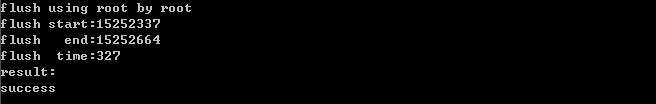 flush using root by root
flush start:15252337
flush   end:15252664
flush  time:327
result:
success